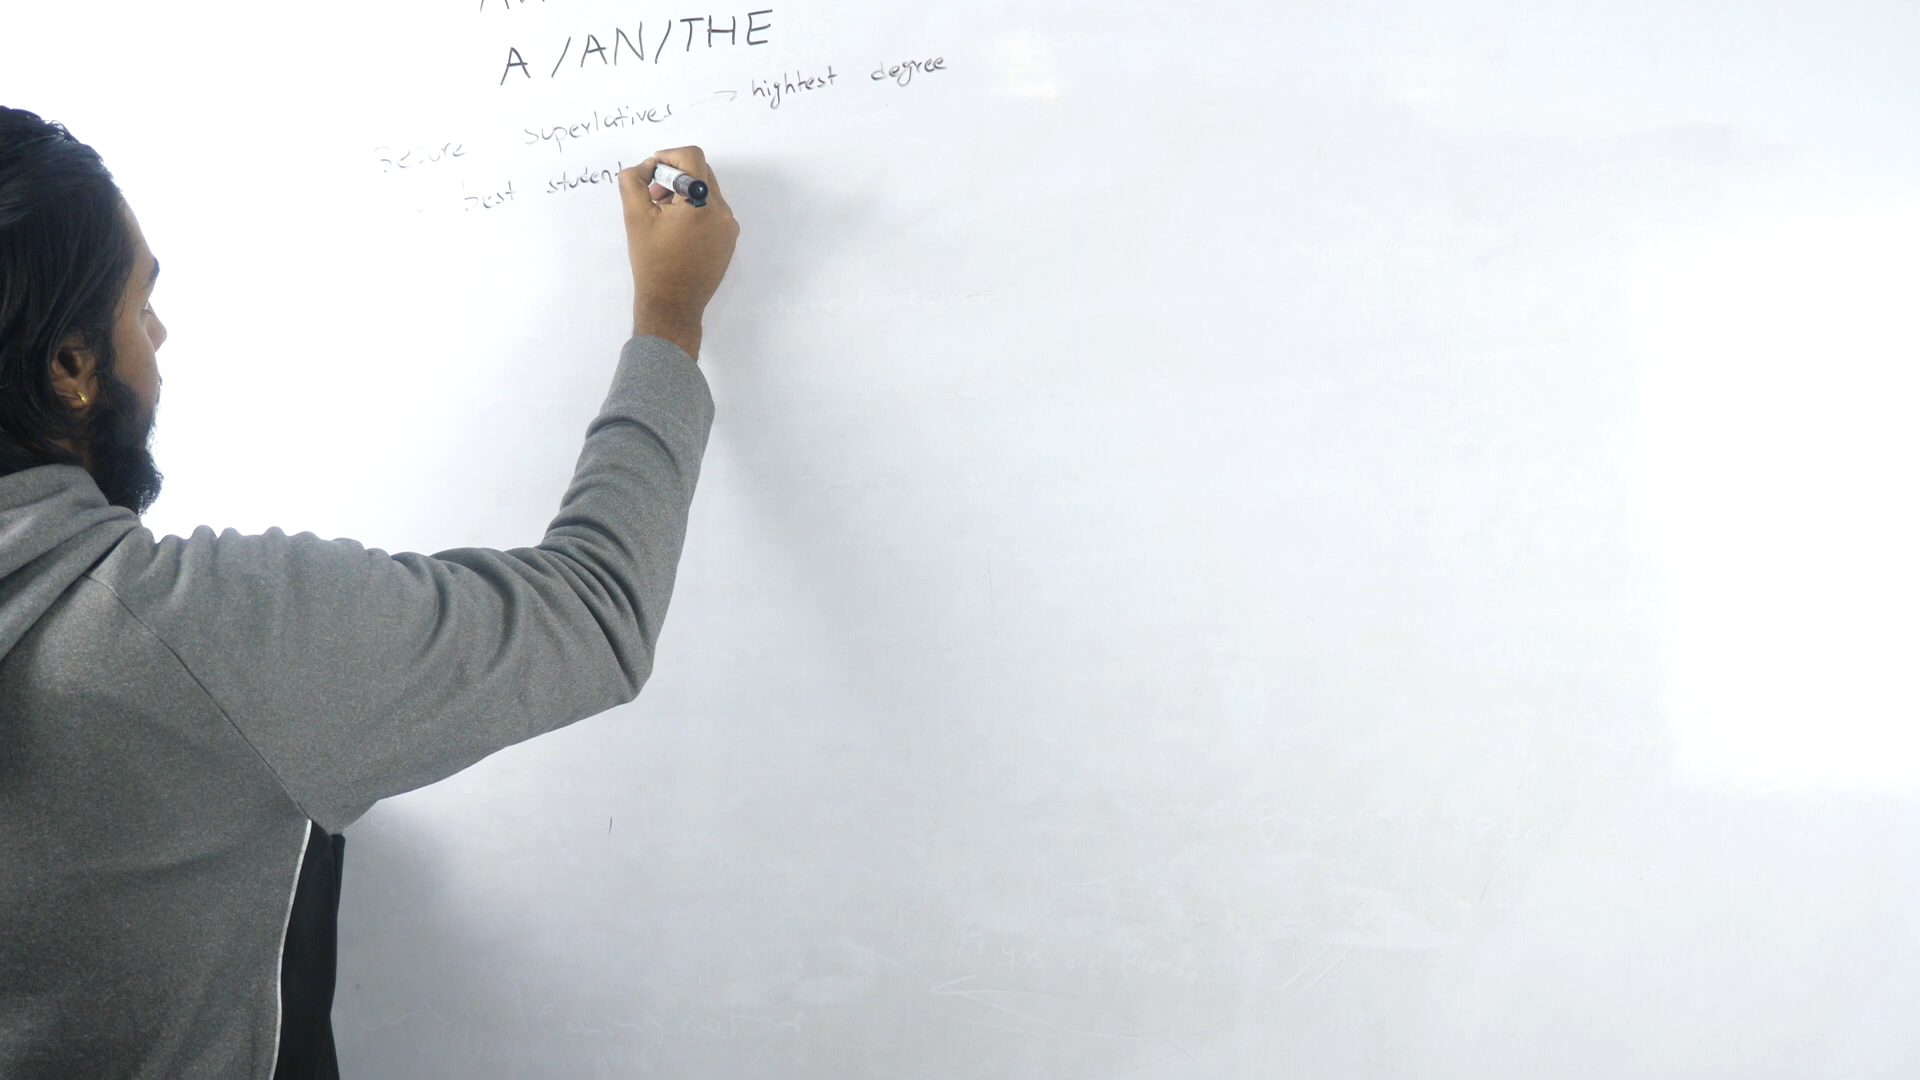 A/AN/THE
Before superlatives → hightest degree
best student